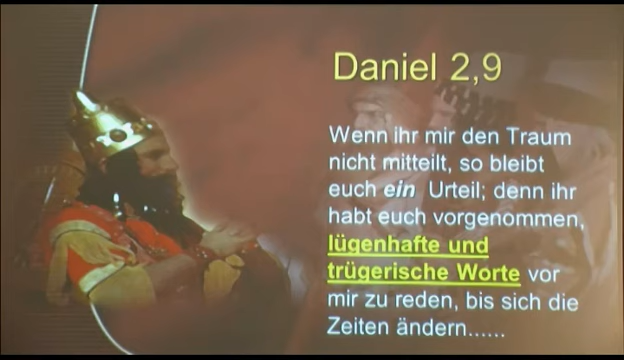 Daniel 2,9
Wenn ihr mir den Traum
nicht mitteilt, so bleibt
euch ein Urteil; denn ihr
habt euch vorgenommen,
lügenhafte und
trügerische Worte vor
mir zu reden, bis sich die
Zeiten ändern......